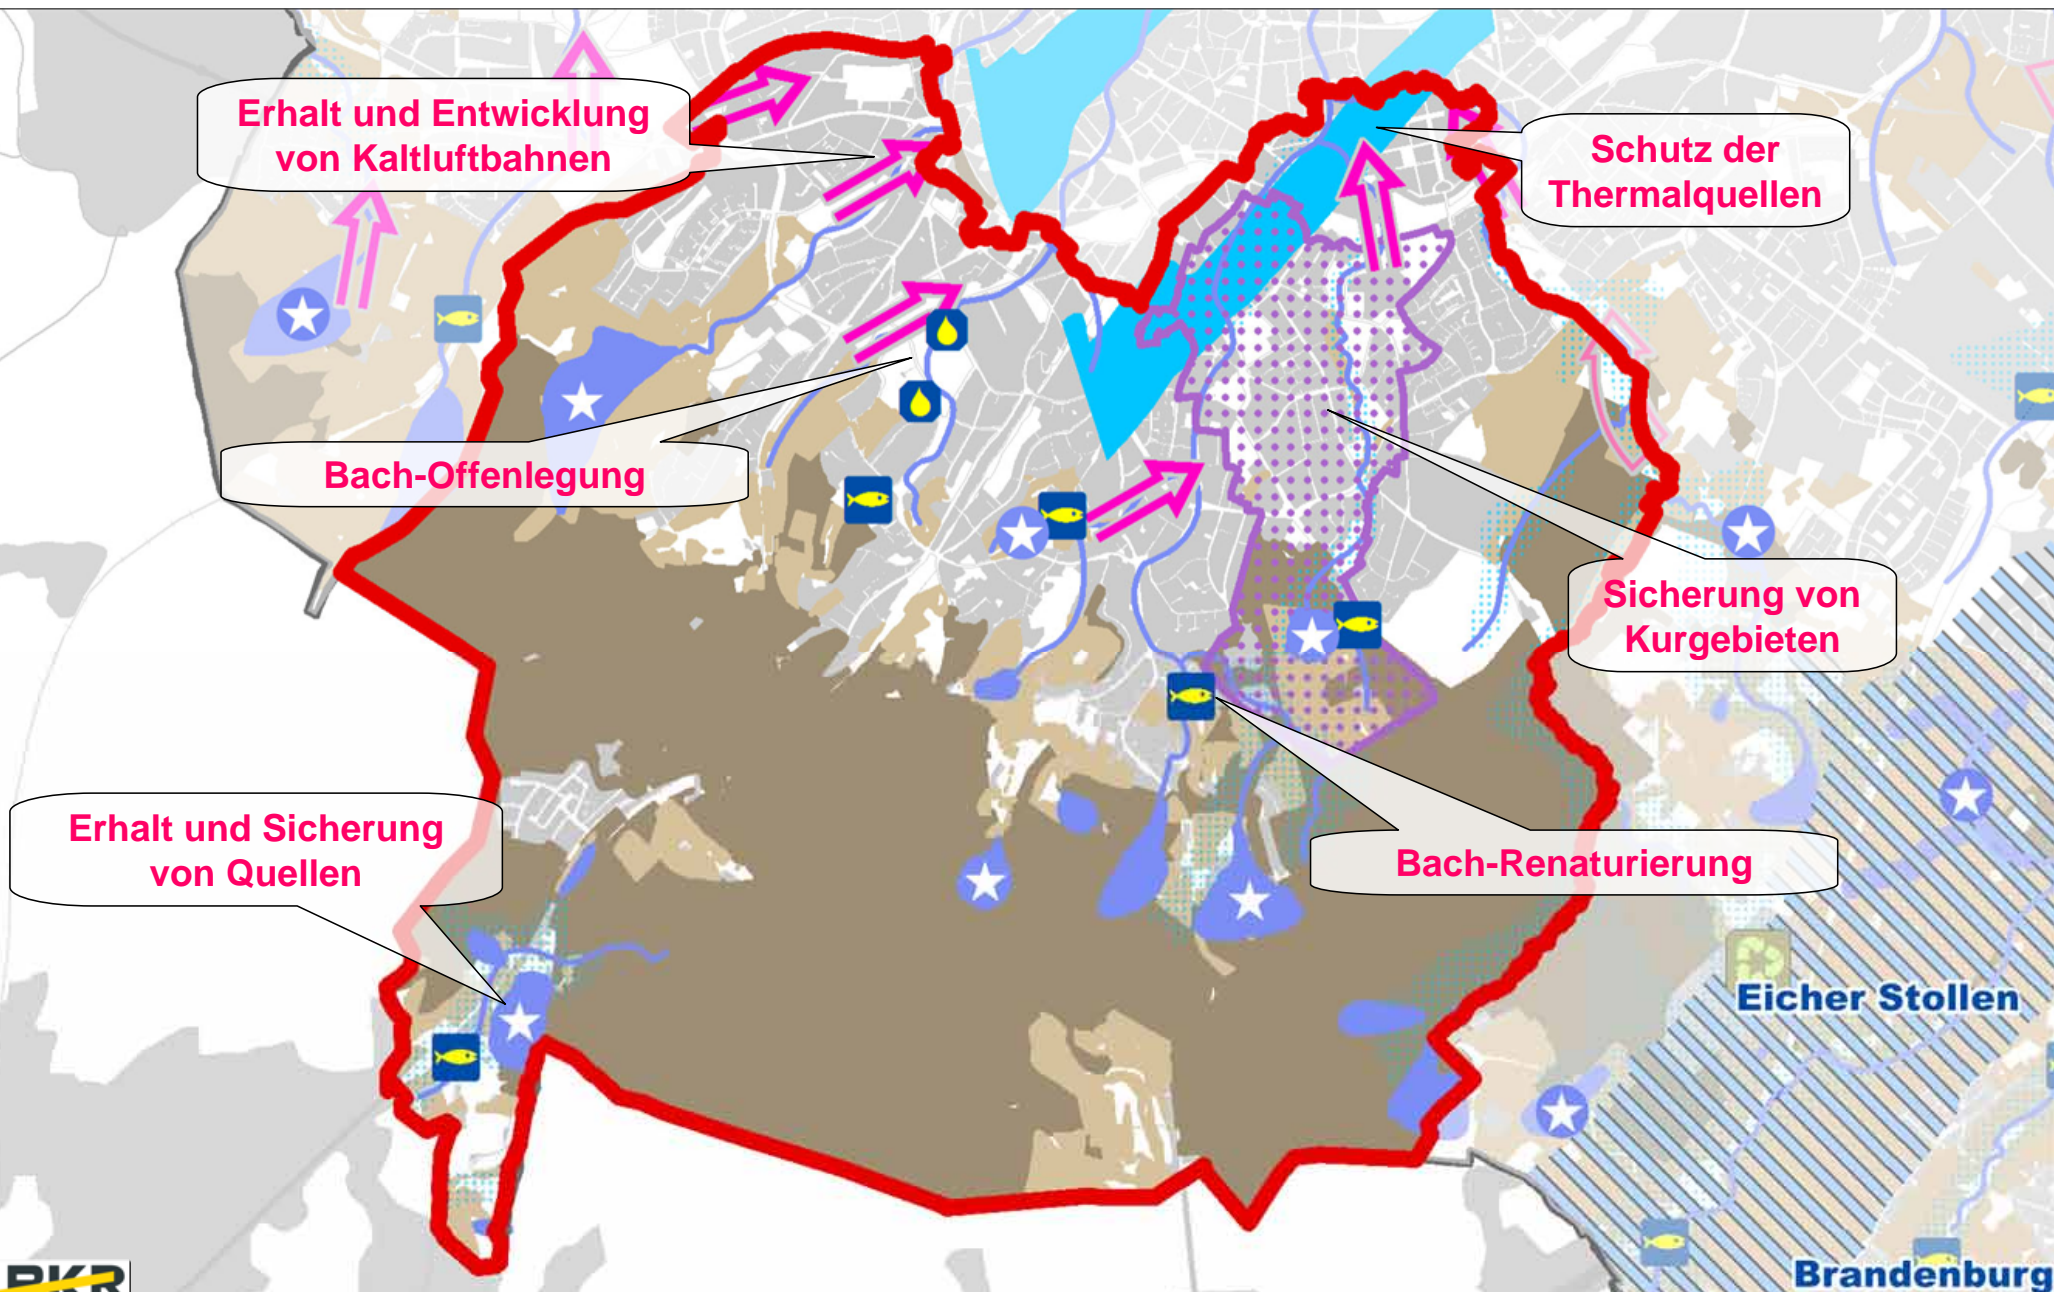 Erhalt und Entwicklung
von Kaltluftbahnen
Schutz der
Thermalquellen
Bach-Offenlegung
Sicherung von
Kurgebieten
Erhalt und Sicherung
von Quellen
Bach-Renaturierung
Eicher Stollen
Brandenburg
BKR